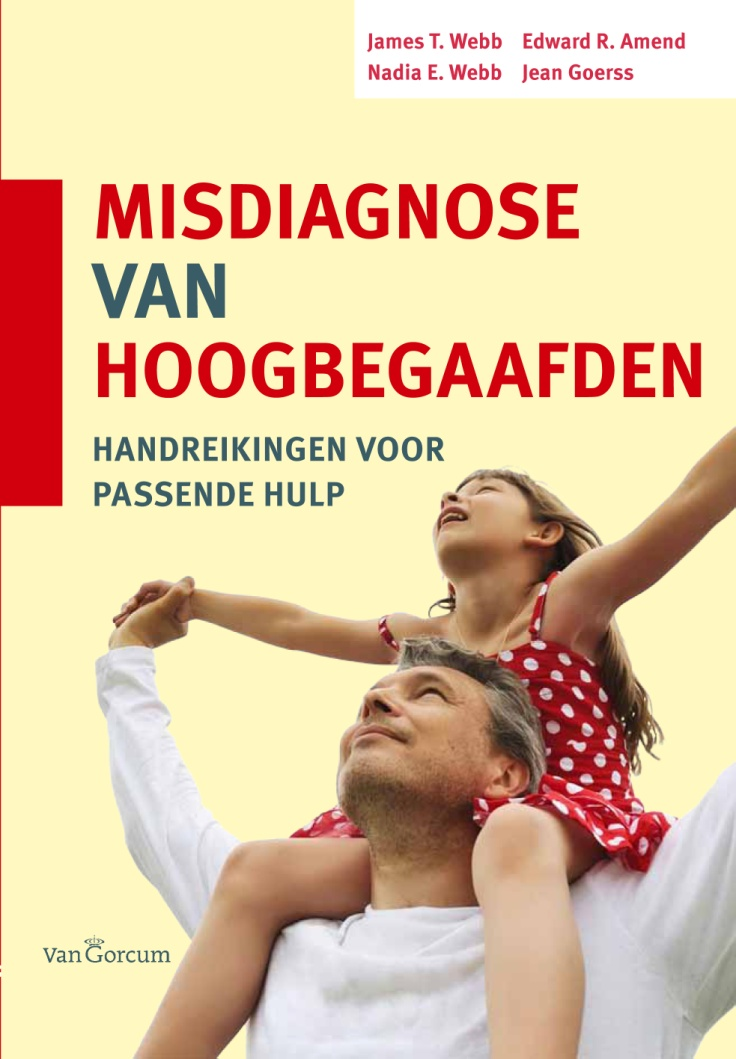 James T. Webb Edward R. Amend
Nadia E. Webb Jean Goerss
MISDIAGNOSE
VAN
HOOGBEGAAFDEN
HANDREIKINGEN VOOR
PASSENDE HULP
Van Gorcum